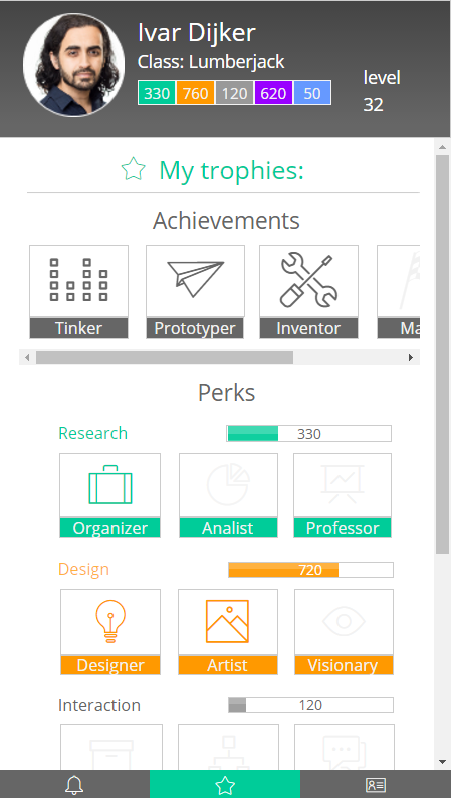 Ivar Dijker
Class: Lumberjack
330 760 120 620 50
level
32
My trophies:
Achievements
Tinker Prototyper Inventor Ma
Perks
Research 330
Organizer Analist Professor
Design 720
Designer Artist Visionary
Interaction 120